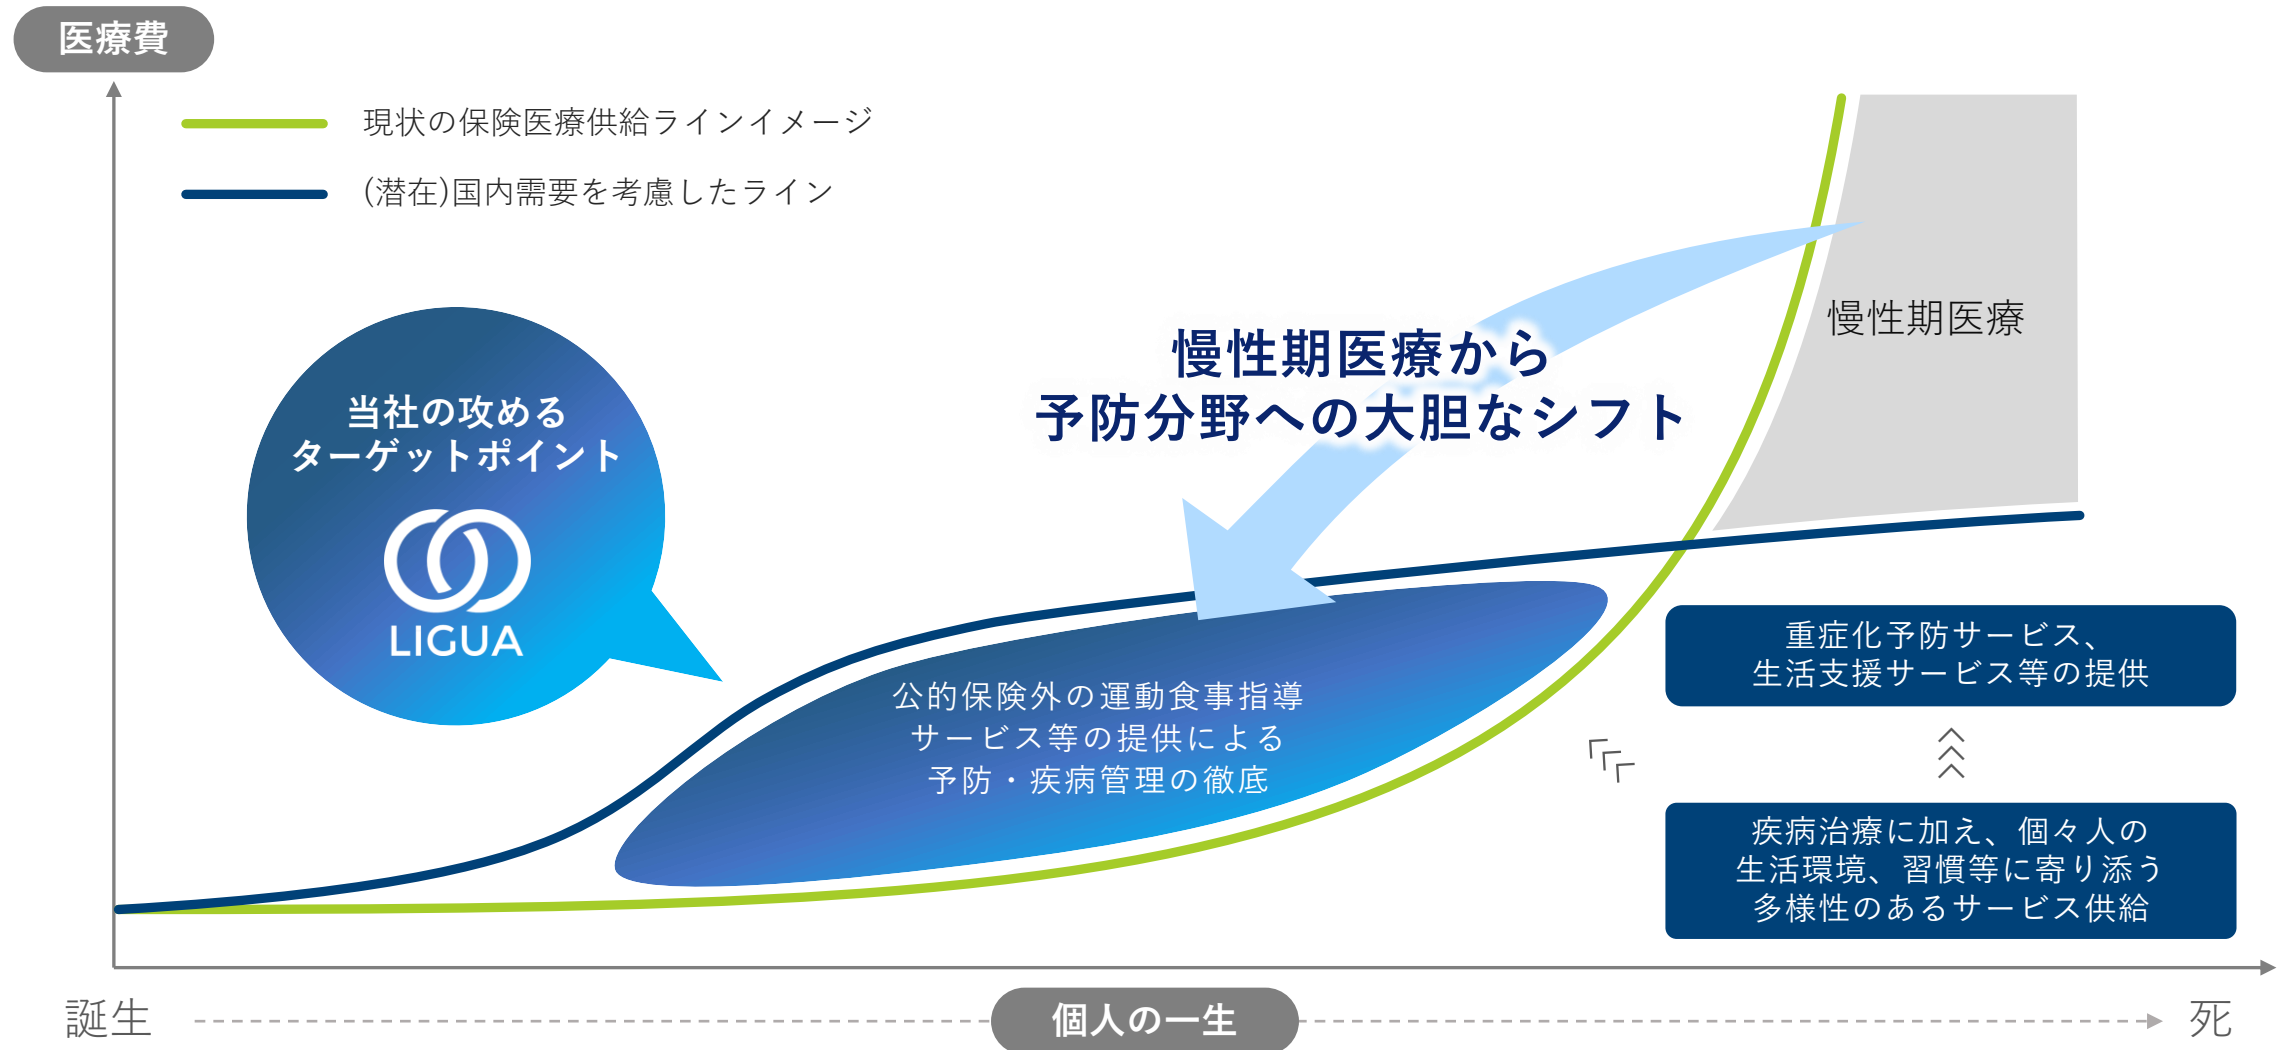 医療費
現状の保険医療供給ラインイメージ
(潜在)国内需要を考慮したライン
慢性期医療
慢性期医療から
予防分野への大胆なシフト
当社の攻める
ターゲットポイント
LIGUA
公的保険外の運動食事指導
サービス等の提供による
予防・疾病管理の徹底
重症化予防サービス、
生活支援サービス等の提供
疾病治療に加え、個々人の
生活環境、習慣等に寄り添う
多様性のあるサービス供給
誕生
個人の一生
死